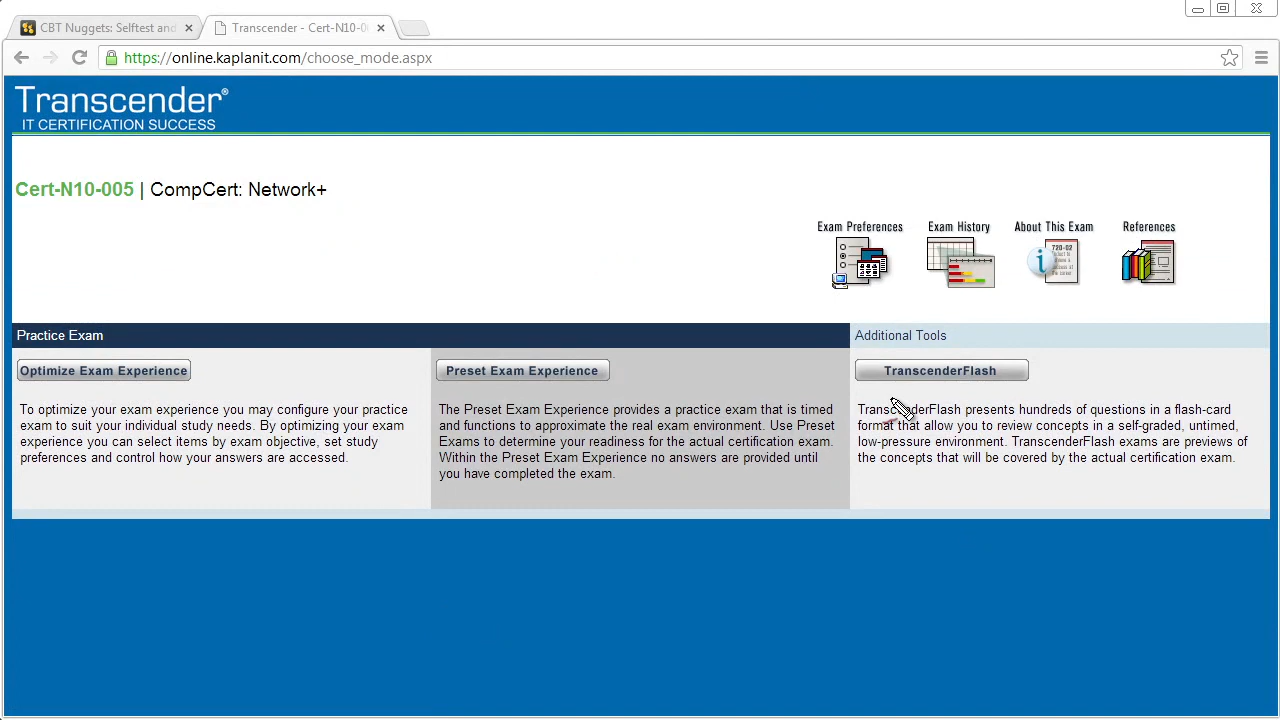 CBT Nuggets: Selftest and
Transcender - Cert-N10-0
https://online.kaplanit.com/choose_mode.aspx
Transcender®
IT CERTIFICATION SUCCESS
Cert-N10-005 | CompCert: Network+
Exam Preferences
Exam History
About This Exam
References
720-02
Practice Exam
Additional Tools
Optimize Exam Experience
To optimize your exam experience you may configure your practice
exam to suit your individual study needs. By optimizing your exam
experience you can select items by exam objective, set study
preferences and control how your answers are accessed.
Preset Exam Experience
The Preset Exam Experience provides a practice exam that is timed
and functions to approximate the real exam environment. Use Preset
Exams to determine your readiness for the actual certification exam.
Within the Preset Exam Experience no answers are provided until
you have completed the exam.
TranscenderFlash
TranscenderFlash presents hundreds of questions in a flash-card
format that allow you to review concepts in a self-graded, untimed,
low-pressure environment. TranscenderFlash exams are previews of
the concepts that will be covered by the actual certification exam.